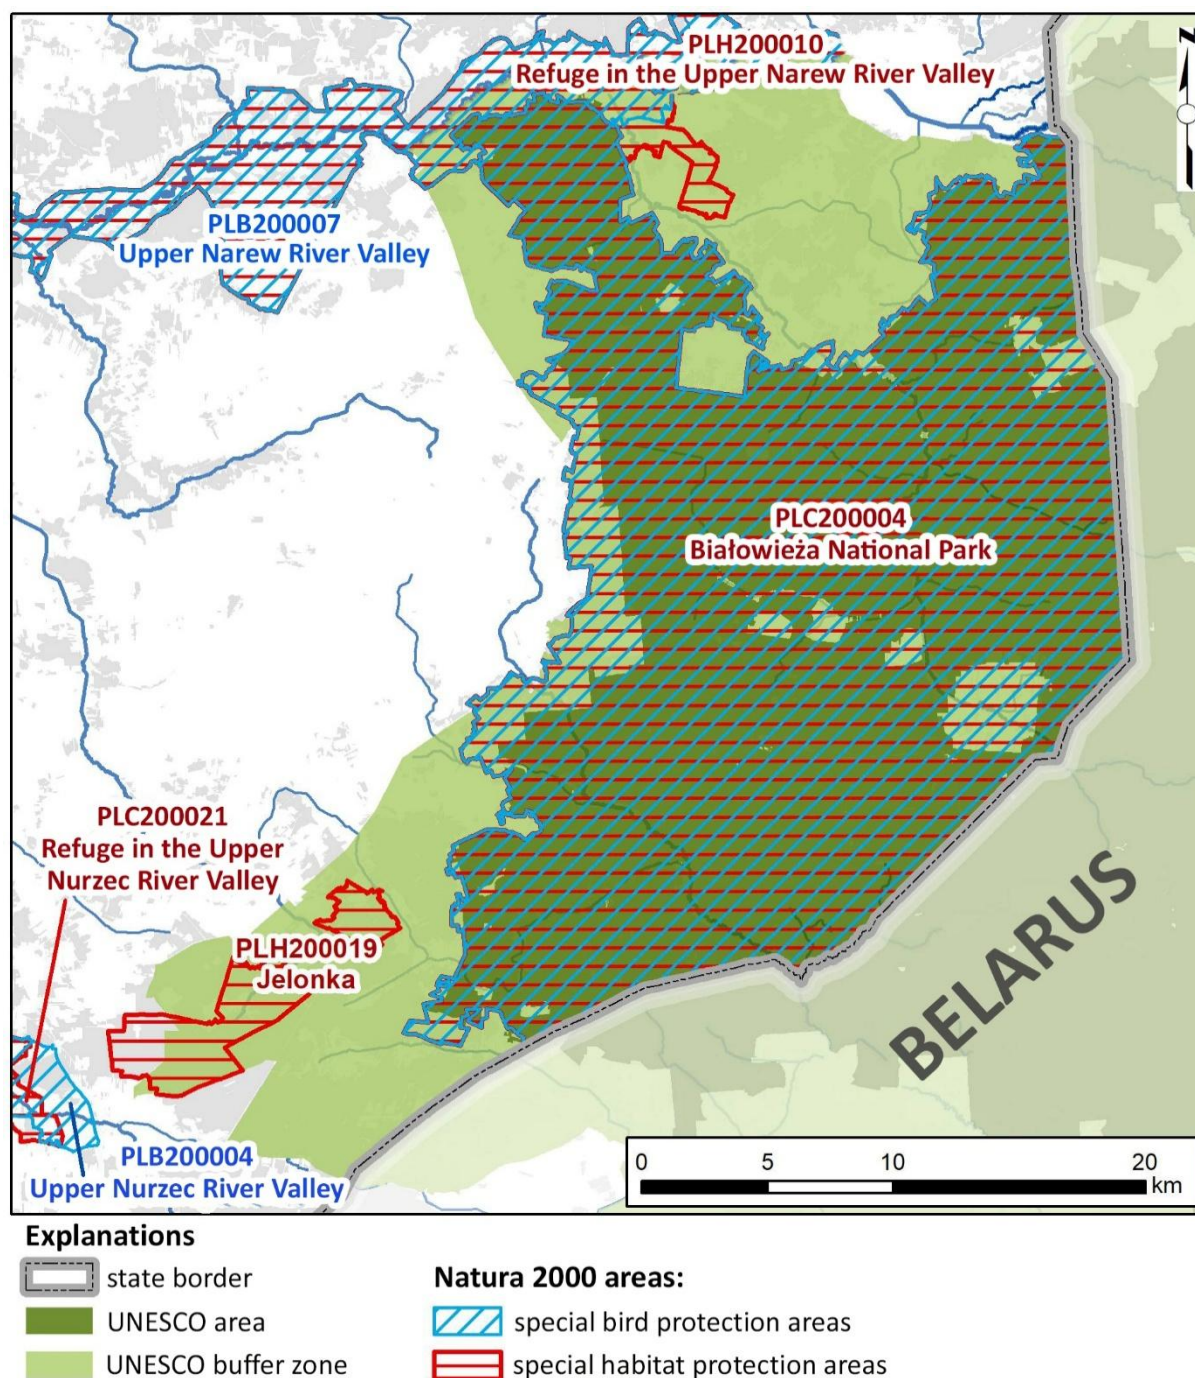 PLH200010
Refuge in the Upper Narew River Valley
N
PLB200007
Upper Narew River Valley
PLC200004
Białowieża National Park
PLC200021
Refuge in the Upper
Nurzec River Valley
PLH200019
Jelonka
BELARUS
PLB200004
Upper Nurzec River Valley
0 5 10 20
km
Explanations
state border
Natura 2000 areas:
UNESCO area
special bird protection areas
UNESCO buffer zone
special habitat protection areas